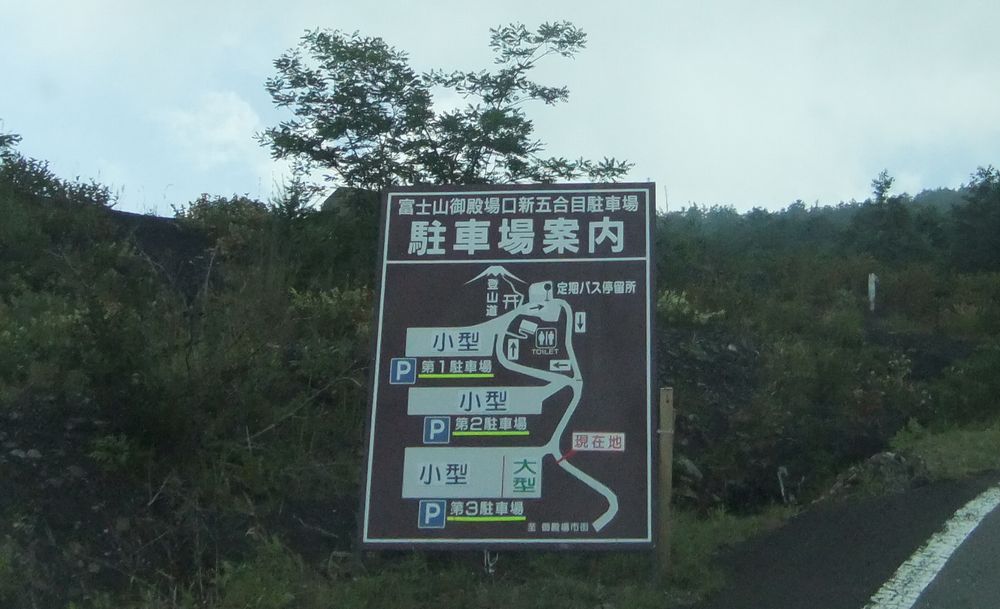 富士山御殿場口新五合目駐車場
駐車場案内
登山道
定期バス停留所
小型
TOILET
P 第1駐車場
小型
P 第2駐車場
現在地
小型
大型
P 第3駐車場
至 御殿場市街